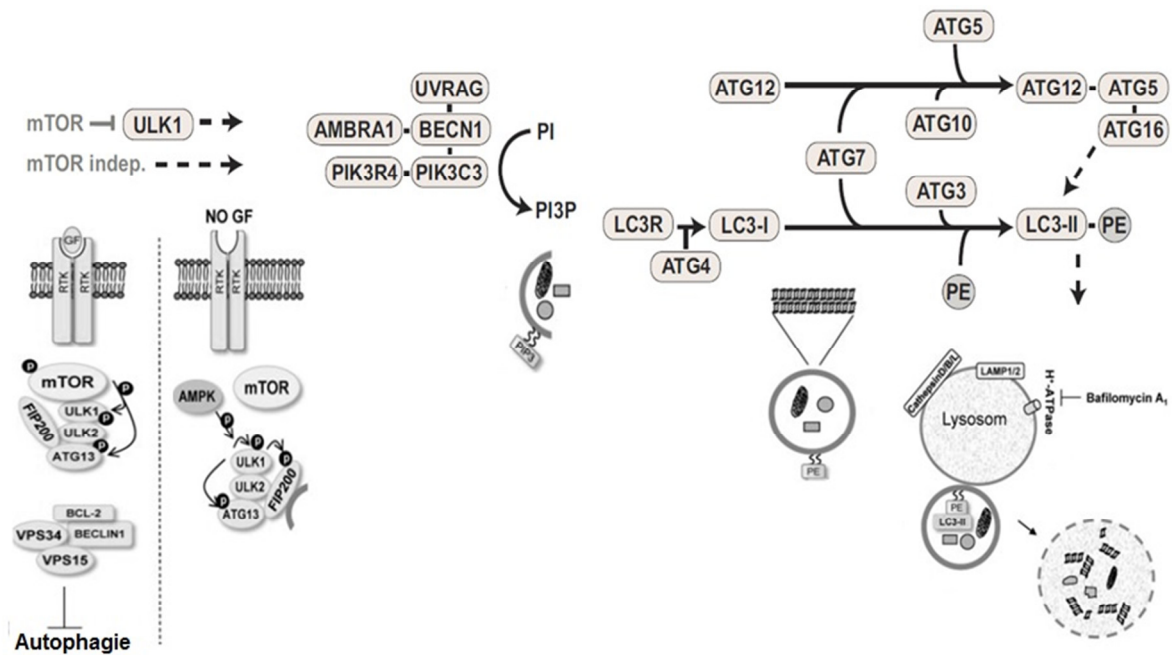 ATG5
UVRAG
ATG12
ATG12
ATG5
mTOR
ULK1
AMBRA1
BECN1
PI
ATG10
ATG16
mTOR indep.
PIK3R4
PIK3C3
ATG7
ATG3
PI3P
LC3R
LC3-I
LC3-II
PE
ATG4
PE
NO GF
GF
RTK
RTK
RTK
RTK
PIP3
P
mTOR
P
ULK1
P
FIP200
ULK2
P
ATG13
AMPK
mTOR
P
P
P
ULK1
ULK2
FIP200
P
ATG13
BCL-2
VPS34
BECLIN1
VPS15
Autophagie
PE
CathepsinD/B/L
LAMP1/2
H⁺-ATPase
Bafilomycin A₁
Lysosom
PE
LC3-II